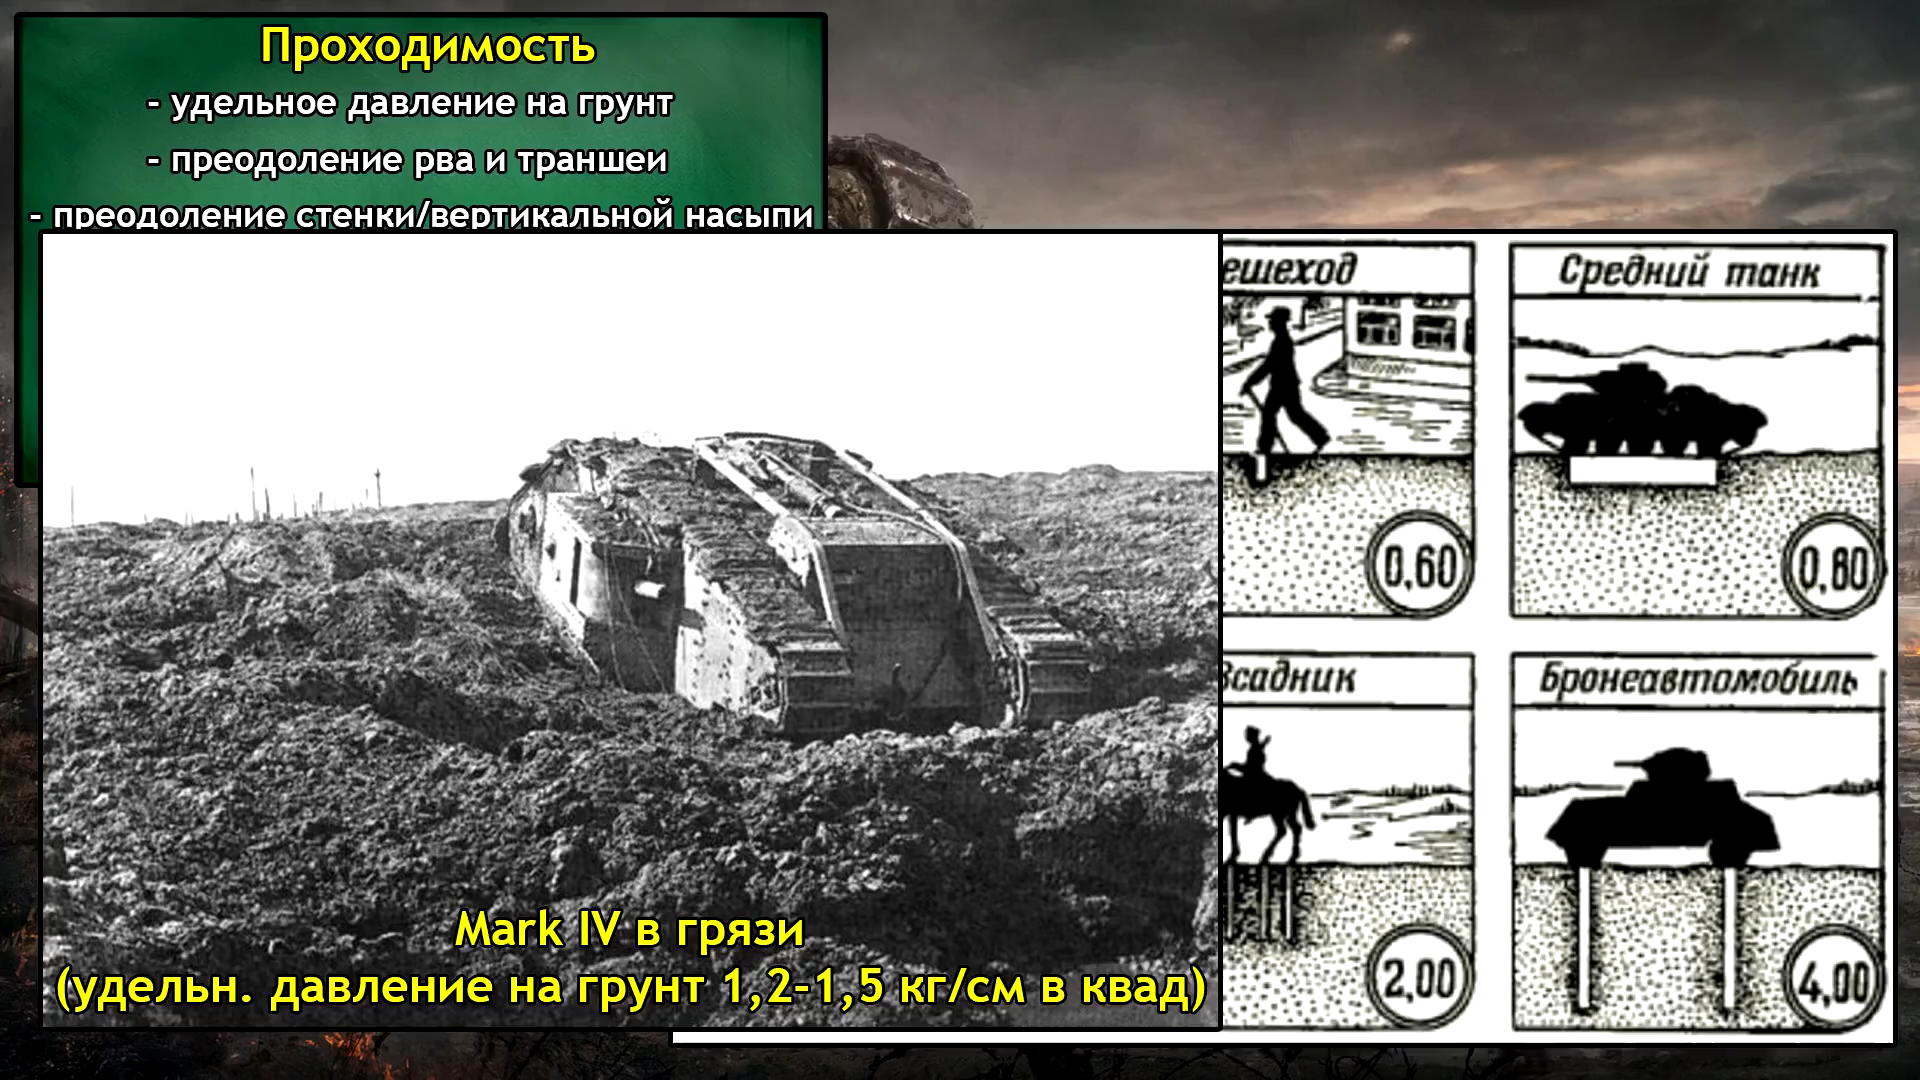 Проходимость
- удельное давление на грунт
- преодоление рва и траншеи
- преодоление стенки/вертикальной насыпи
ешеход
Средний танк
0,60
0,80
Всадник
Бронеавтомобиль
2,00
4,00
Mark IV в грязи
(удельн. давление на грунт 1,2-1,5 кг/см в квад)